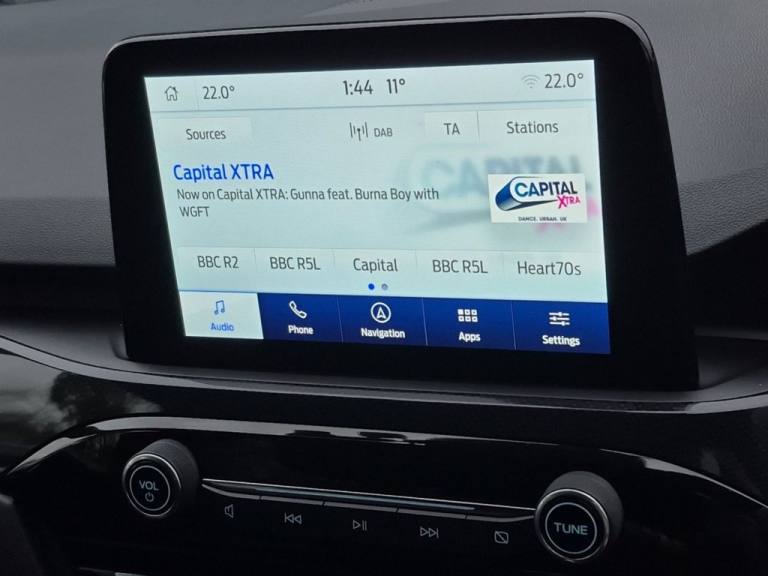 22.0° 1:44 11° 22.0°
Sources DAB TA Stations
Capital XTRA
Now on Capital XTRA: Gunna feat. Burna Boy with
WGFT
CAPITAL
XTRA
DANCE. URBAN. UK
BBC R2 BBC R5L Capital BBC R5L Heart70s
Audio Phone Navigation Apps Settings
VOL
TUNE